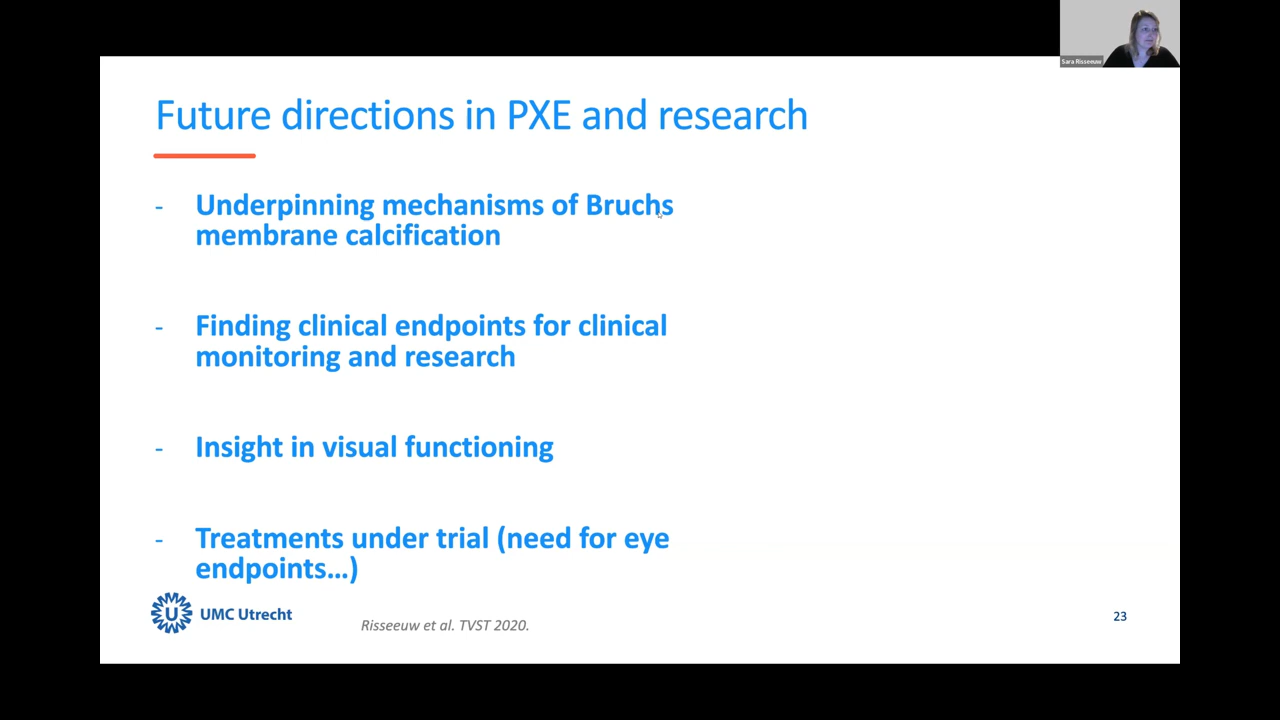 Sara Risseeuw
Future directions in PXE and research
- Underpinning mechanisms of Bruchs
membrane calcification
- Finding clinical endpoints for clinical
monitoring and research
- Insight in visual functioning
- Treatments under trial (need for eye
endpoints...)
U UMC Utrecht
Risseeuw et al. TVST 2020.
23